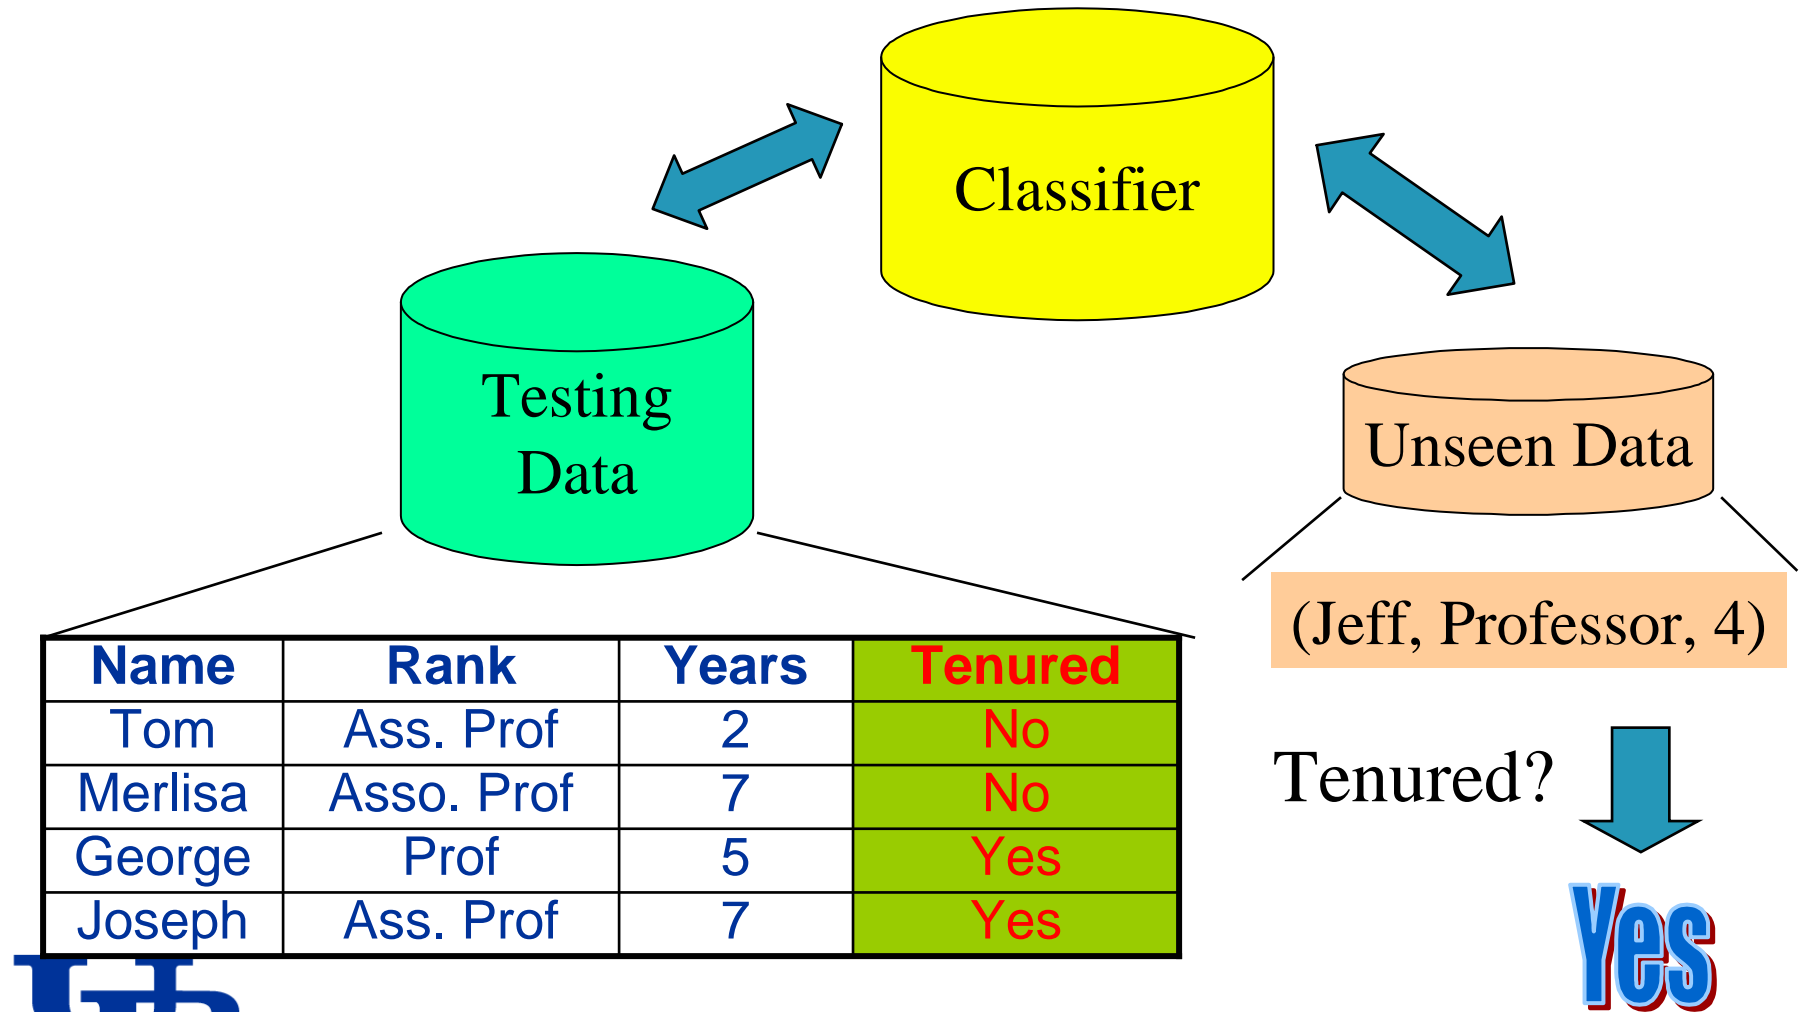 Classifier
Testing
Data
Unseen Data
(Jeff, Professor, 4)
Name Rank Years Tenured
Tom Ass. Prof 2 No
Merlisa Asso. Prof 7 No
George Prof 5 Yes
Joseph Ass. Prof 7 Yes
Tenured?
Yes